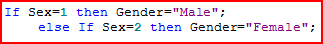 If Sex=1 then Gender="Male";
else If Sex=2 then Gender="Female";